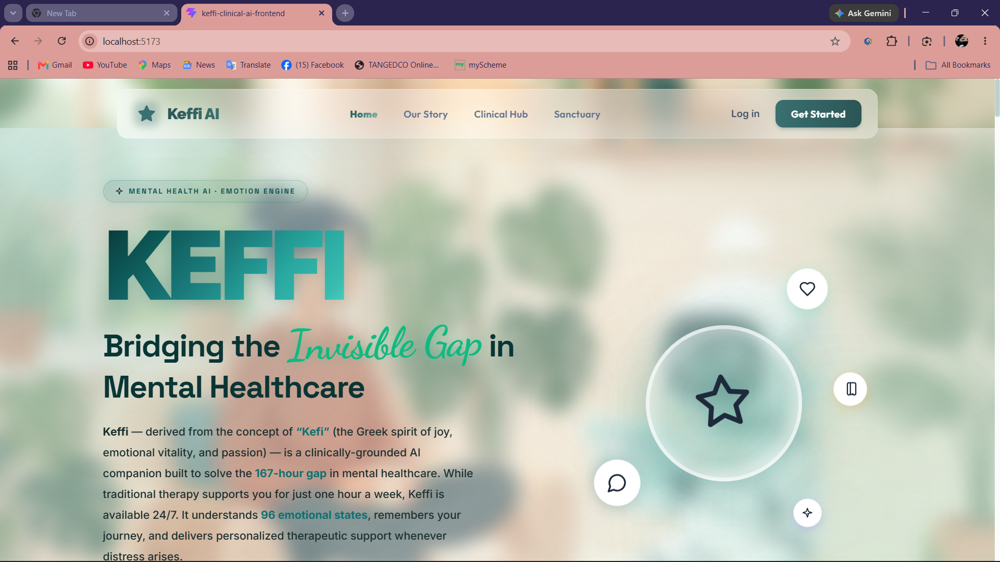 New Tab
keffi-clinical-ai-frontend
Ask Gemini
localhost:5173
Gmail
YouTube
Maps
News
Translate
(15) Facebook
TANGEDCO Online...
my
myScheme
All Bookmarks
Keffi AI
Home
Our Story
Clinical Hub
Sanctuary
Log in
Get Started
MENTAL HEALTH AI · EMOTION ENGINE
KEFFI
Bridging the Invisible Gap in
Mental Healthcare
Keffi — derived from the concept of “Kefi” (the Greek spirit of joy,
emotional vitality, and passion) — is a clinically-grounded AI
companion built to solve the 167-hour gap in mental healthcare. While
traditional therapy supports you for just one hour a week, Keffi is
available 24/7. It understands 96 emotional states, remembers your
journey, and delivers personalized therapeutic support whenever
distress arises.